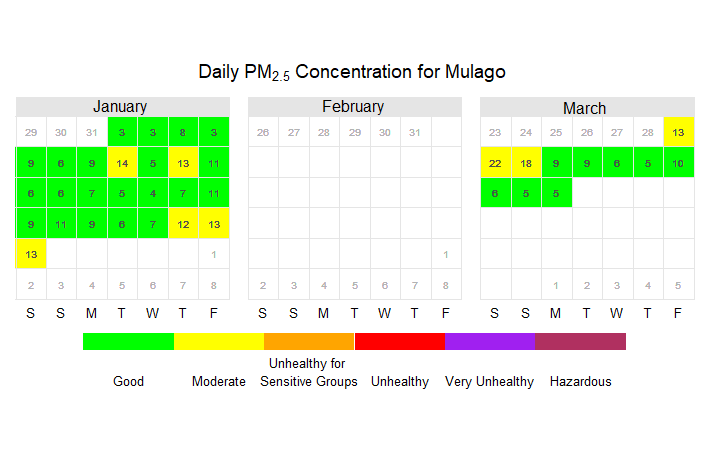 Daily PM2.5 Concentration for Mulago
January February March
29 30 31 3 3 8 3
9 6 9 14 5 13 11
6 6 7 5 4 7 11
9 11 9 6 7 12 13
13 1
2 3 4 5 6 7 8
S S M T W T F
26 27 28 29 30 31
1
2 3 4 5 6 7 8
S S M T W T F
23 24 25 26 27 28 13
22 18 9 9 6 5 10
6 5 5
1 2 3 4 5
S S M T W T F
Good Moderate Unhealthy for
Sensitive Groups Unhealthy Very Unhealthy Hazardous